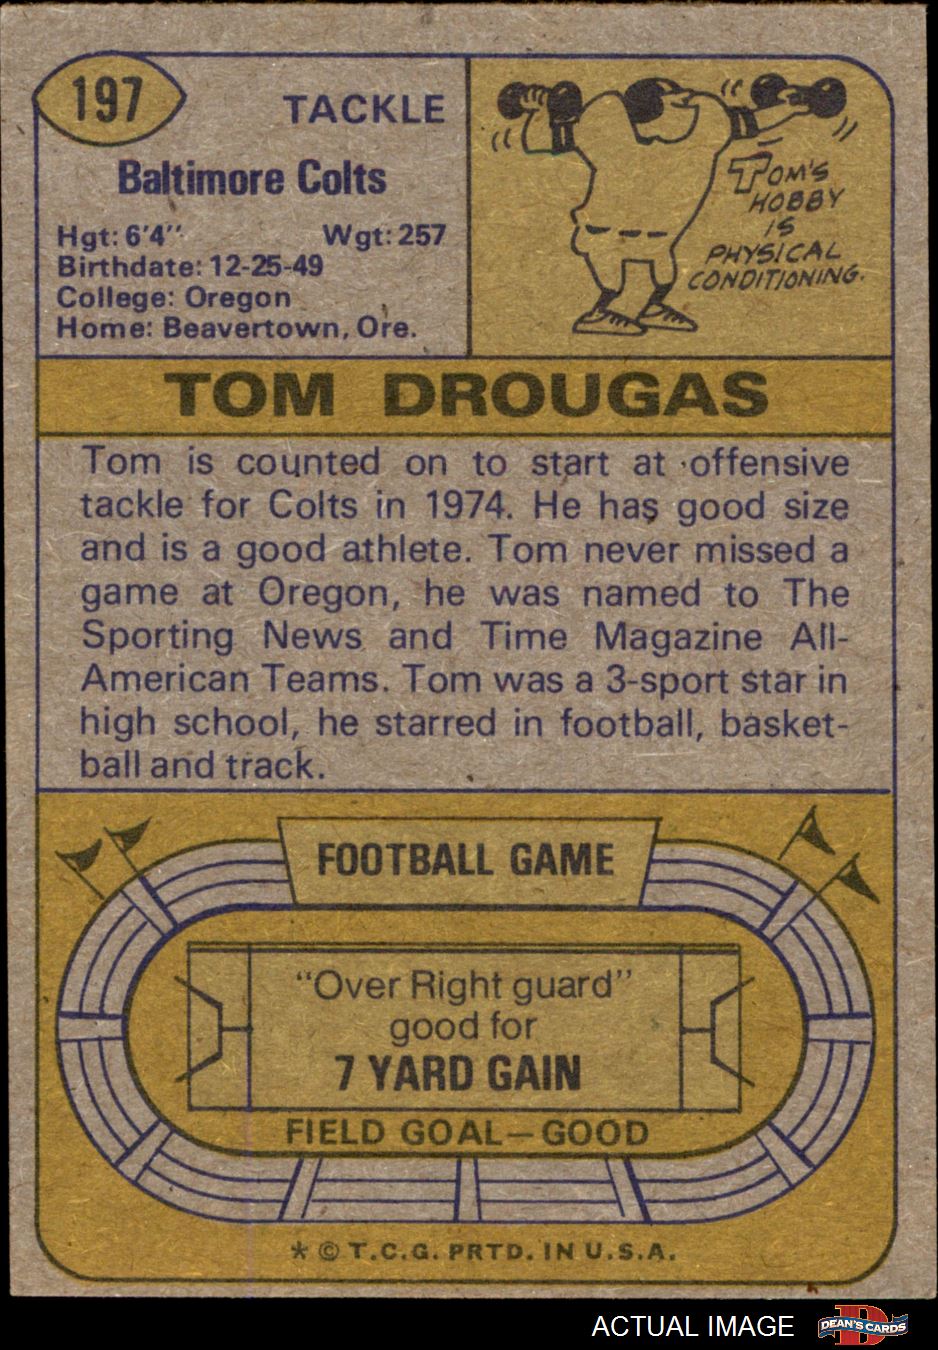 197
TACKLE
Baltimore Colts
Hgt: 6'4" Wgt: 257
Birthdate: 12-25-49
College: Oregon
Home: Beavertown, Ore.
TOM'S
HOBBY
IS
PHYSICAL
CONDITIONING.
TOM DROUGAS
Tom is counted on to start at offensive
tackle for Colts in 1974. He has good size
and is a good athlete. Tom never missed a
game at Oregon, he was named to The
Sporting News and Time Magazine All-
American Teams. Tom was a 3-sport star in
high school, he starred in football, basket-
ball and track.
FOOTBALL GAME
"Over Right guard"
good for
7 YARD GAIN
FIELD GOAL—GOOD
* © T.C.G. PRTD. IN U.S.A.
ACTUAL IMAGE DEAN'S CARDS